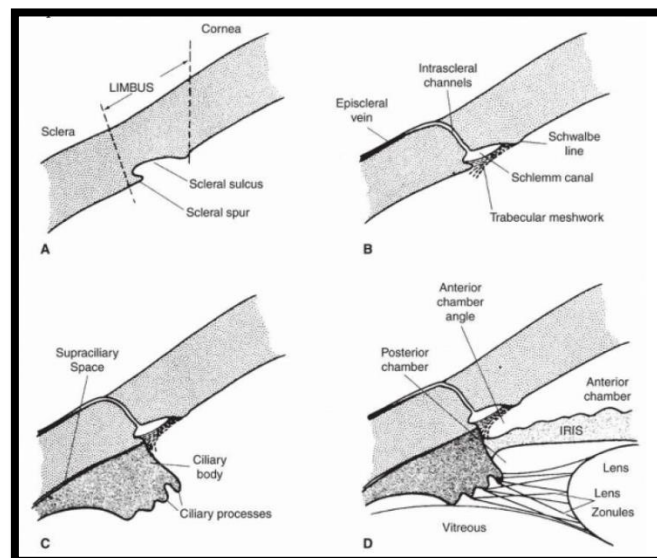 Cornea
LIMBUS
Sclera
Scleral sulcus
Scleral spur
A
Intrascleral
channels
Episcleral
vein
Schwalbe
line
Schlemm canal
Trabecular meshwork
B
Supraciliary
Space
Ciliary
body
Ciliary processes
C
Anterior
chamber
angle
Posterior
chamber
Anterior
chamber
IRIS
Lens
Lens
Zonules
Vitreous
D